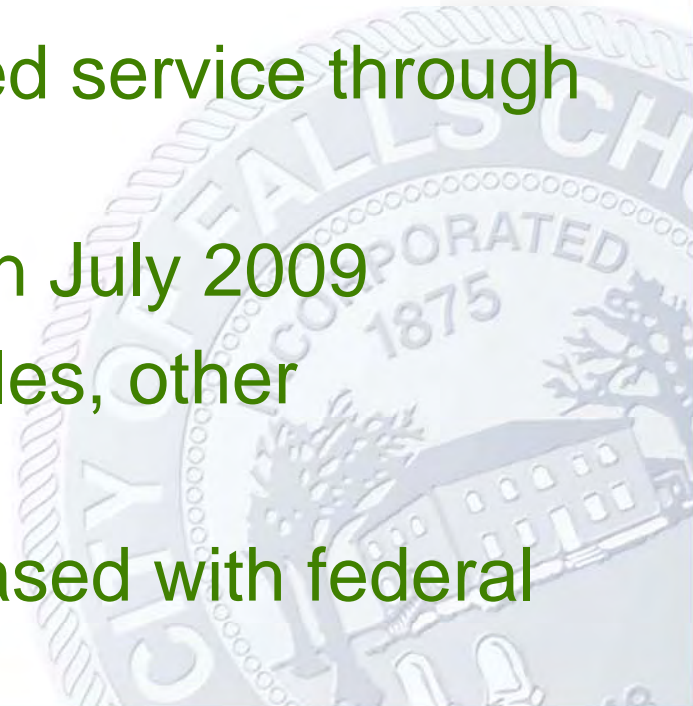 ed service through
n July 2009
les, other
ased with federal
CITY OF FALLS CH
INCORPORATED
1875